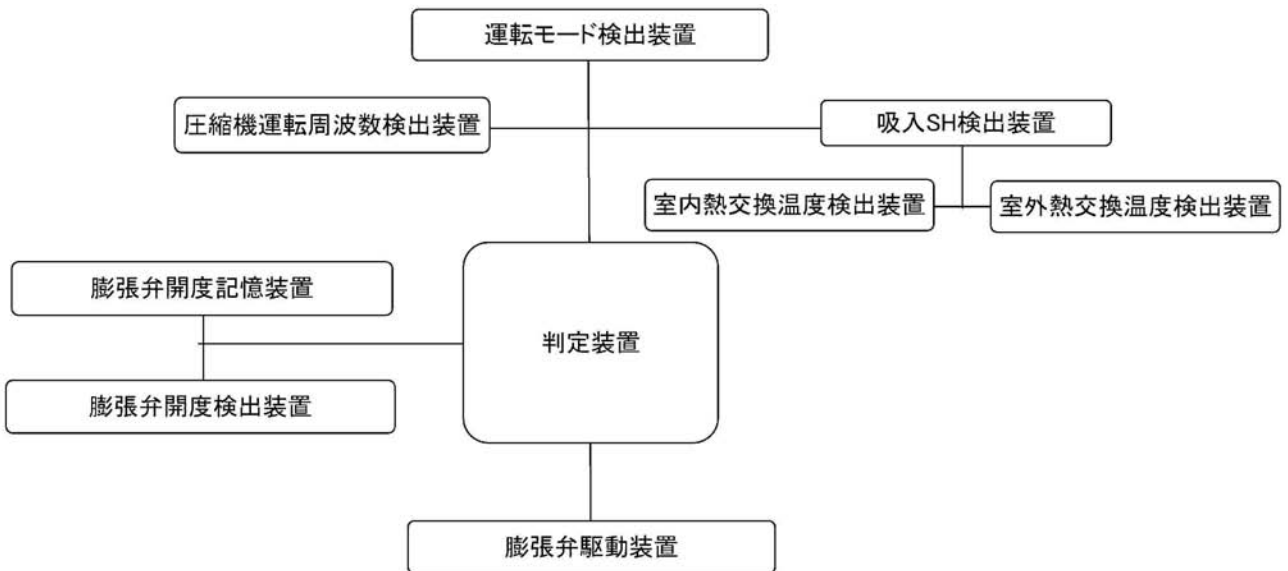 運転モード検出装置
圧縮機運転周波数検出装置
吸入SH検出装置
室内熱交換温度検出装置
室外熱交換温度検出装置
膨張弁開度記憶装置
判定装置
膨張弁開度検出装置
膨張弁駆動装置